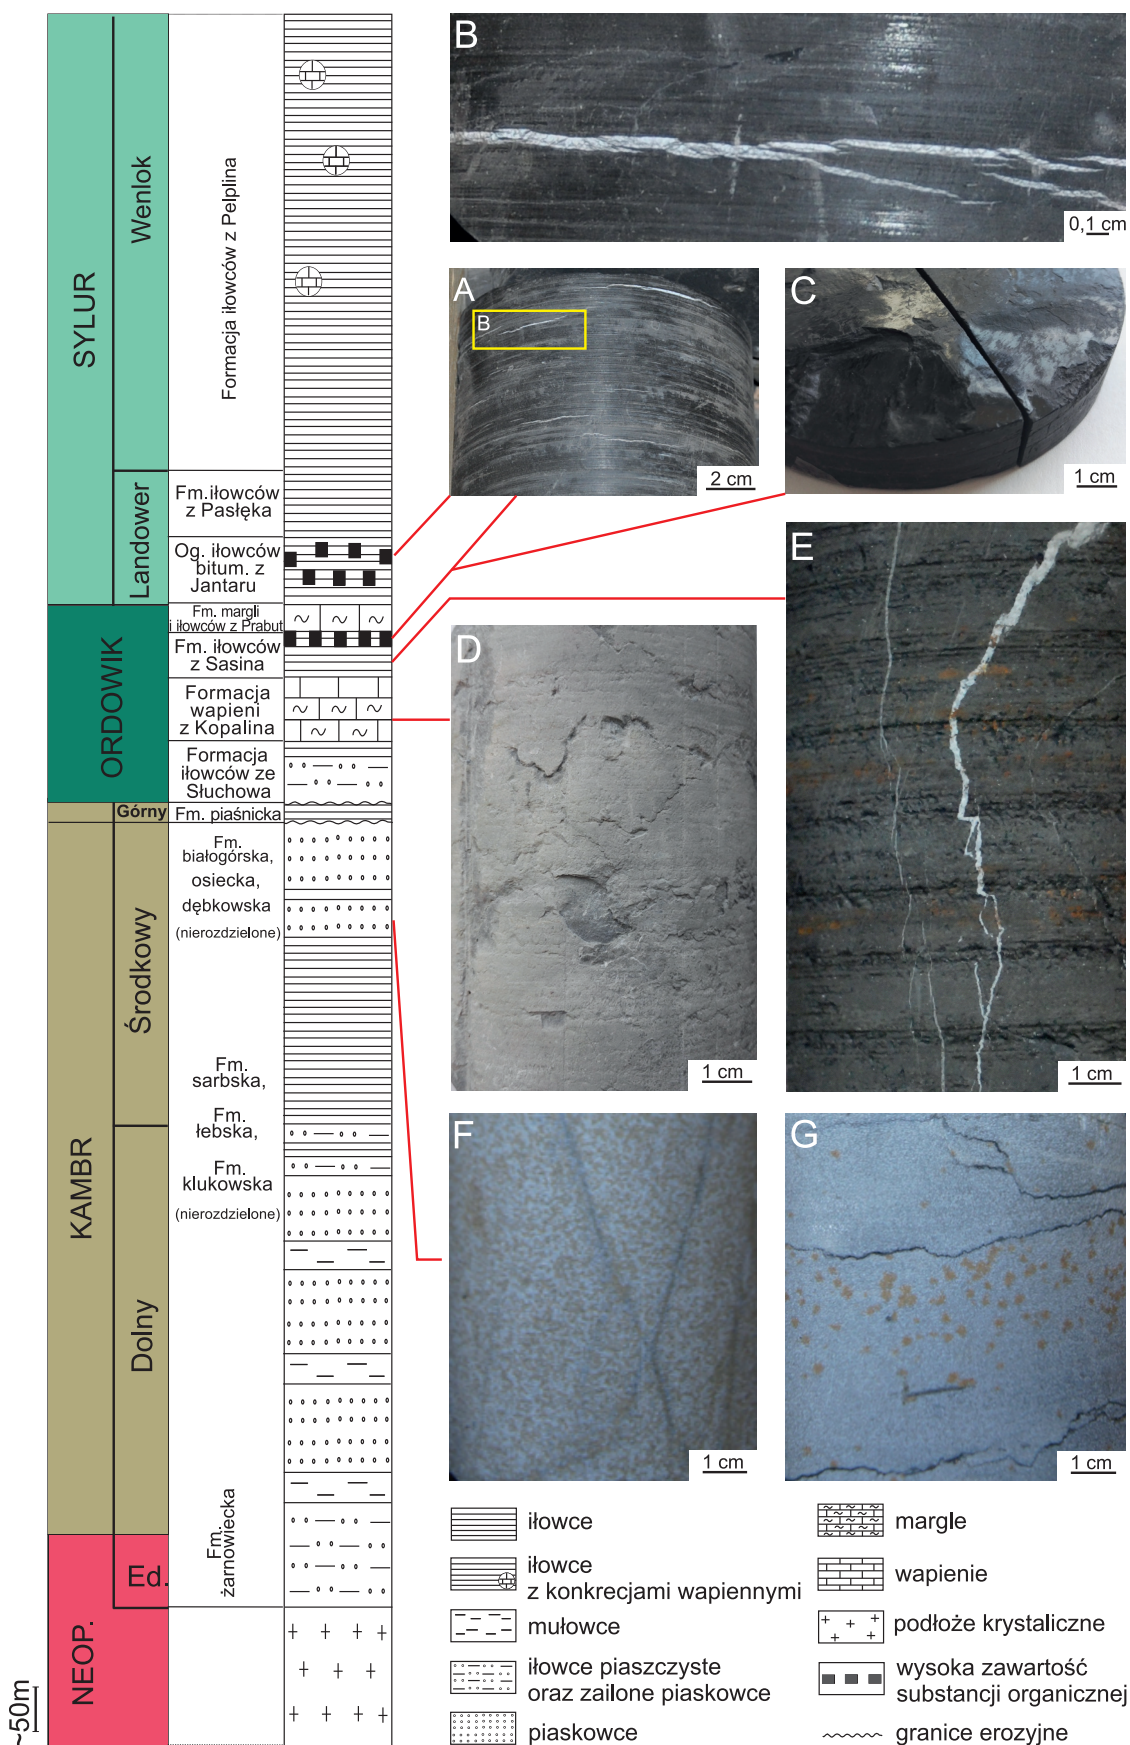 SYLUR
Wenlok
Formacja iłowców z Pelplina
Landower
Fm.iłowców
z Pasłęka
Og. iłowców
bitum. z
Jantaru
ORDOWIK
Fm. margli
i iłowców z Prabut
Fm. iłowców
z Sasina
Formacja
wapieni
z Kopalina
Formacja
iłowców ze
Słuchowa
KAMBR
Górny
Fm. piaśnicka
Środkowy
Fm.
białogórska,
osiecka,
dębkowska
(nierozdzielone)
Fm.
sarbska,
Fm.
łebska,
Dolny
Fm.
klukowska
(nierozdzielone)
Fm.
żarnowiecka
NEOP.
Ed.
~50m
B
0,1 cm
A
B
2 cm
C
1 cm
D
1 cm
E
1 cm
F
1 cm
G
1 cm
iłowce
iłowce
z konkrecjami wapiennymi
mułowce
iłowce piaszczyste
oraz zailone piaskowce
piaskowce
margle
wapienie
podłoże krystaliczne
wysoka zawartość
substancji organicznej
granice erozyjne